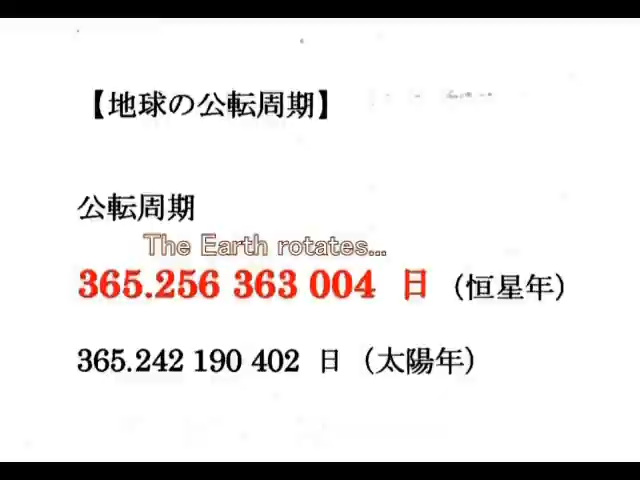 【地球の公転周期】
公転周期
The Earth rotates...
365.256 363 004 日（恒星年）
365.242 190 402 日（太陽年）